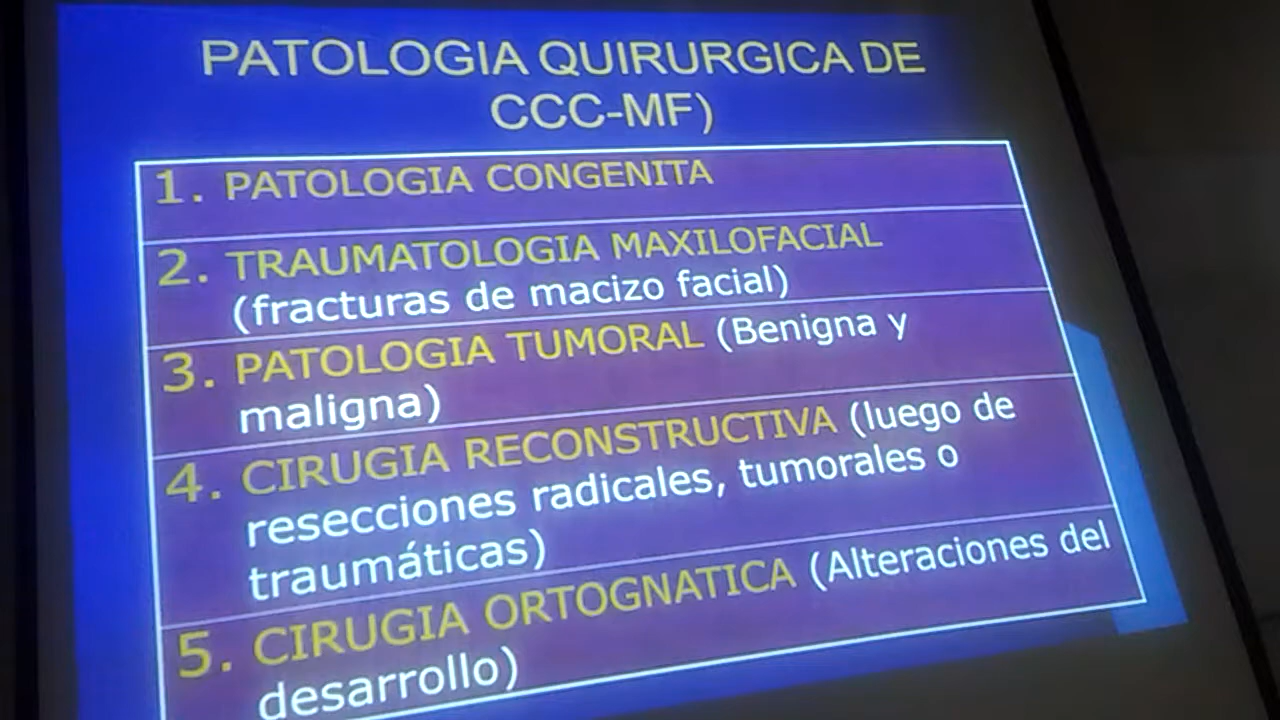 PATOLOGIA QUIRURGICA DE
CCC-MF)
1. PATOLOGIA CONGENITA
2. TRAUMATOLOGIA MAXILOFACIAL
(fracturas de macizo facial)
3. PATOLOGIA TUMORAL (Benigna y
maligna)
4. CIRUGIA RECONSTRUCTIVA (luego de
resecciones radicales, tumorales o
traumáticas)
5. CIRUGIA ORTOGNATICA (Alteraciones del
desarrollo)